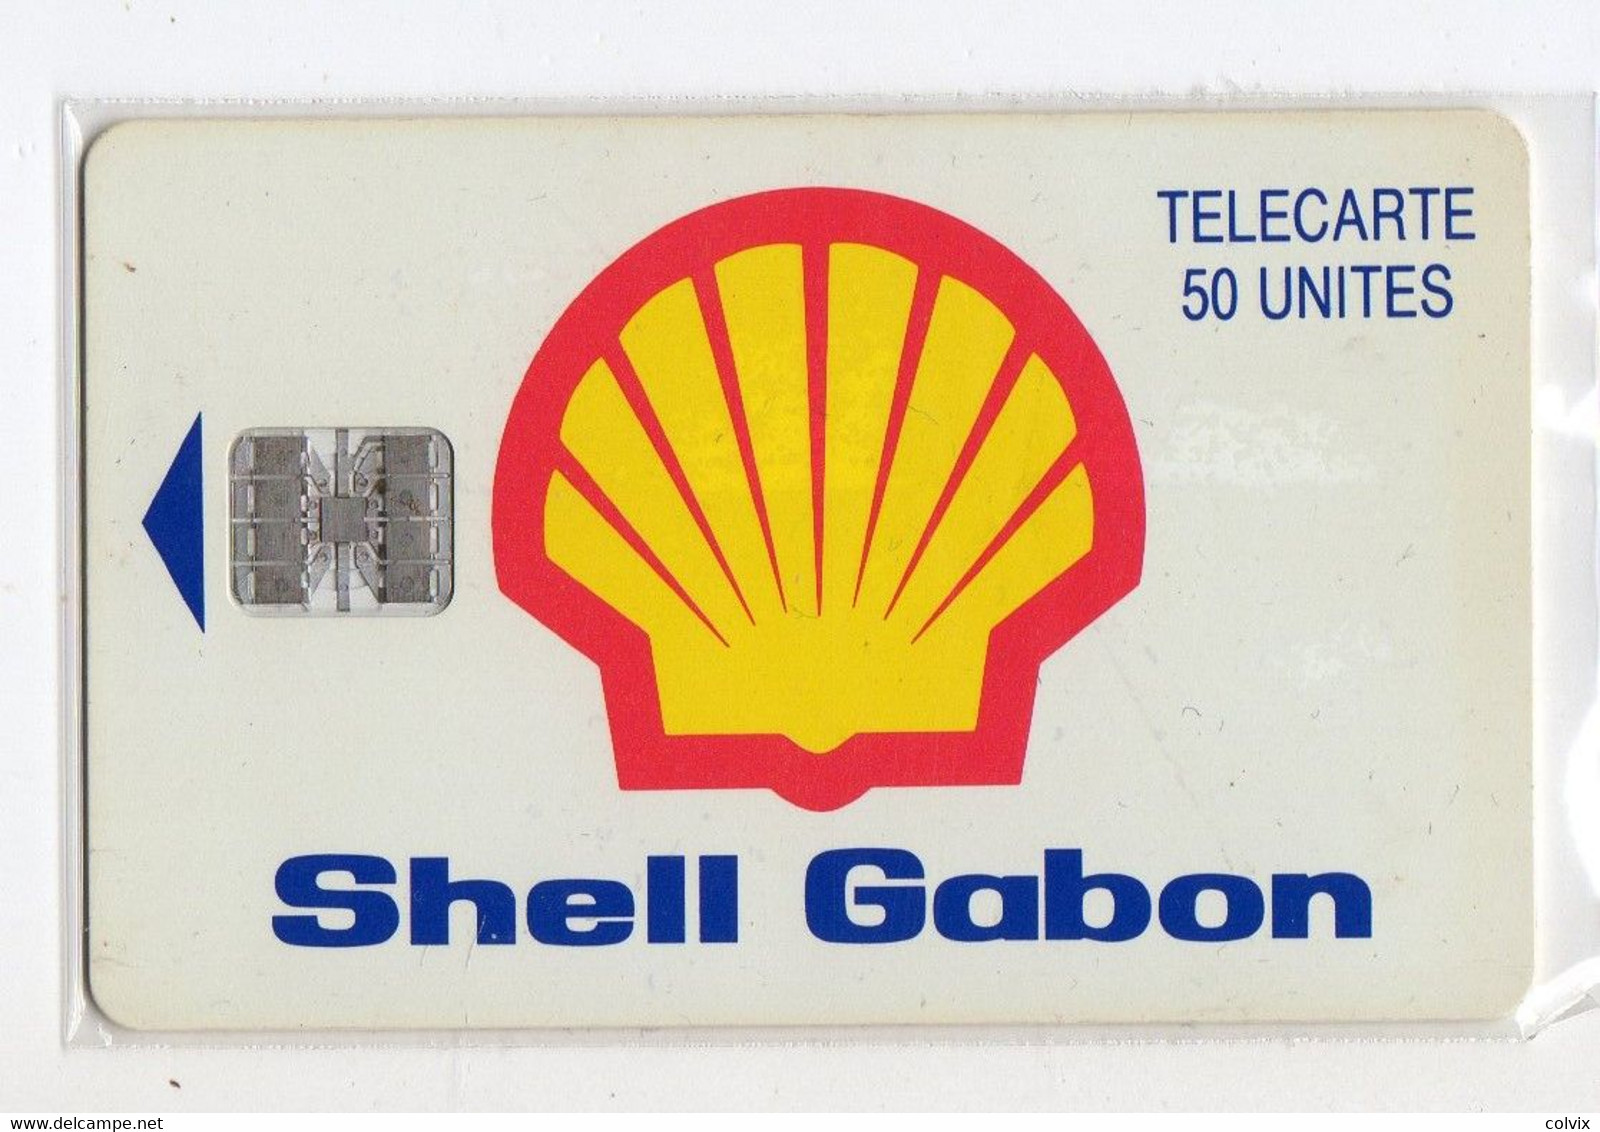 TELECARTE
50 UNITES
Shell Gabon
www.delcampe.net
colvix